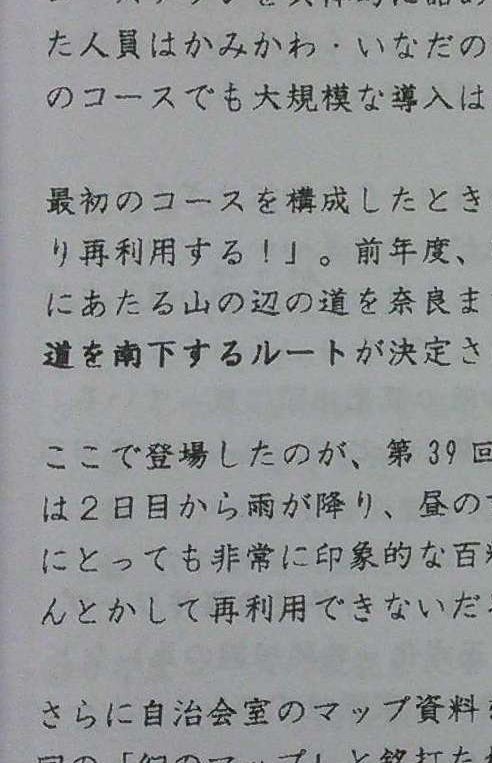 た人員はかみかわ・いなだの
のコースでも大規模な導入は
最初のコースを構成したとき
り再利用する！」。前年度、
にあたる山の辺の道を奈良ま
道を南下するルートが決定さ
ここで登場したのが、第 39 回
は２日目から雨が降り、昼の
にとっても非常に印象的な百
んとかして再利用できないだ
さらに自治会室のマップ資料